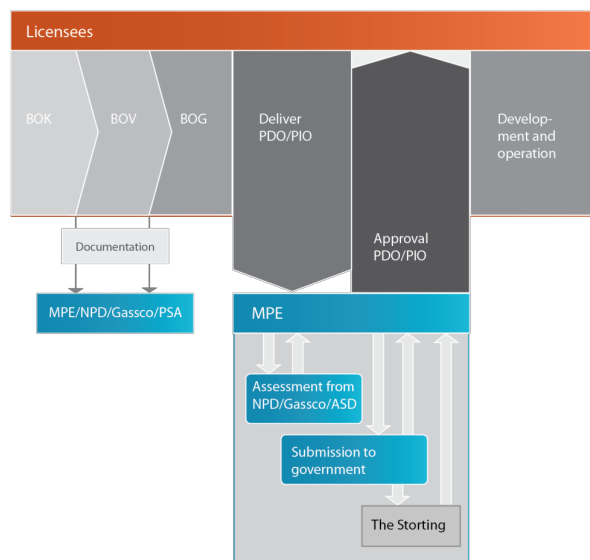 Licensees
BOK
BOV
BOG
Deliver
PDO/PIO
Develop-
ment and
operation
Approval
PDO/PIO
Documentation
MPE/NPD/Gassco/PSA
MPE
Assessment from
NPD/Gassco/ASD
Submission to
government
The Storting